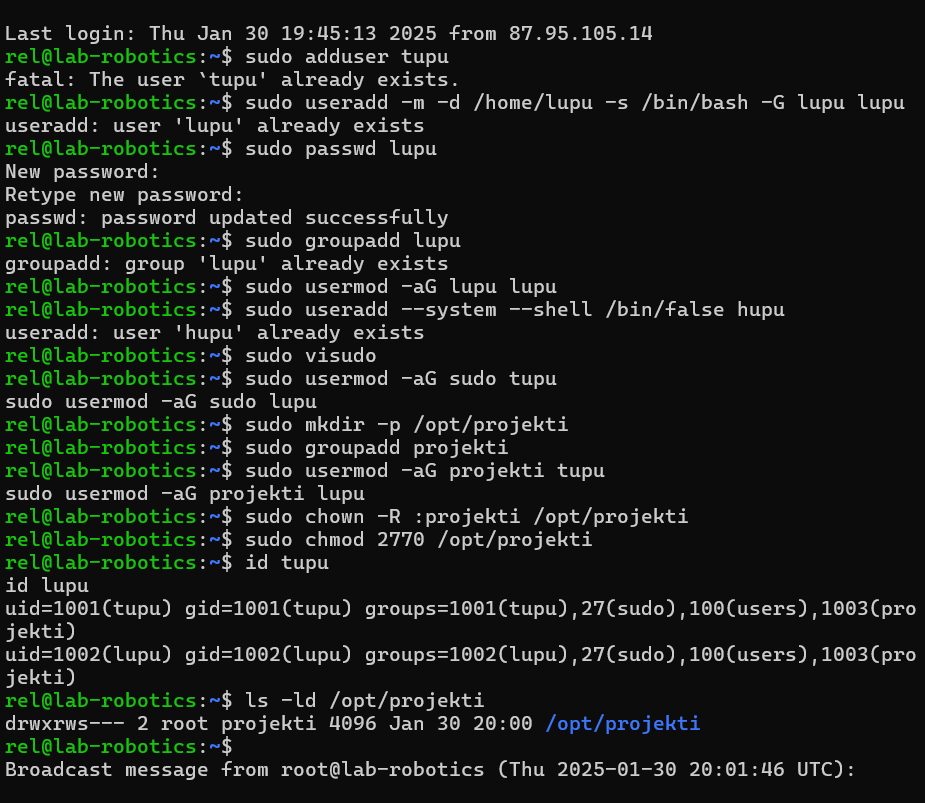 Last login: Thu Jan 30 19:45:13 2025 from 87.95.105.14
rel@lab-robotics:~$ sudo adduser tupu
fatal: The user `tupu' already exists.
rel@lab-robotics:~$ sudo useradd -m -d /home/lupu -s /bin/bash -G lupu lupu
useradd: user 'lupu' already exists
rel@lab-robotics:~$ sudo passwd lupu
New password:
Retype new password:
passwd: password updated successfully
rel@lab-robotics:~$ sudo groupadd lupu
groupadd: group 'lupu' already exists
rel@lab-robotics:~$ sudo usermod -aG lupu lupu
rel@lab-robotics:~$ sudo useradd --system --shell /bin/false hupu
useradd: user 'hupu' already exists
rel@lab-robotics:~$ sudo visudo
rel@lab-robotics:~$ sudo usermod -aG sudo tupu
sudo usermod -aG sudo lupu
rel@lab-robotics:~$ sudo mkdir -p /opt/projekti
rel@lab-robotics:~$ sudo groupadd projekti
rel@lab-robotics:~$ sudo usermod -aG projekti tupu
sudo usermod -aG projekti lupu
rel@lab-robotics:~$ sudo chown -R :projekti /opt/projekti
rel@lab-robotics:~$ sudo chmod 2770 /opt/projekti
rel@lab-robotics:~$ id tupu
id lupu
uid=1001(tupu) gid=1001(tupu) groups=1001(tupu),27(sudo),100(users),1003(pro
jekti)
uid=1002(lupu) gid=1002(lupu) groups=1002(lupu),27(sudo),100(users),1003(pro
jekti)
rel@lab-robotics:~$ ls -ld /opt/projekti
drwxrws--- 2 root projekti 4096 Jan 30 20:00 /opt/projekti
rel@lab-robotics:~$
Broadcast message from root@lab-robotics (Thu 2025-01-30 20:01:46 UTC):